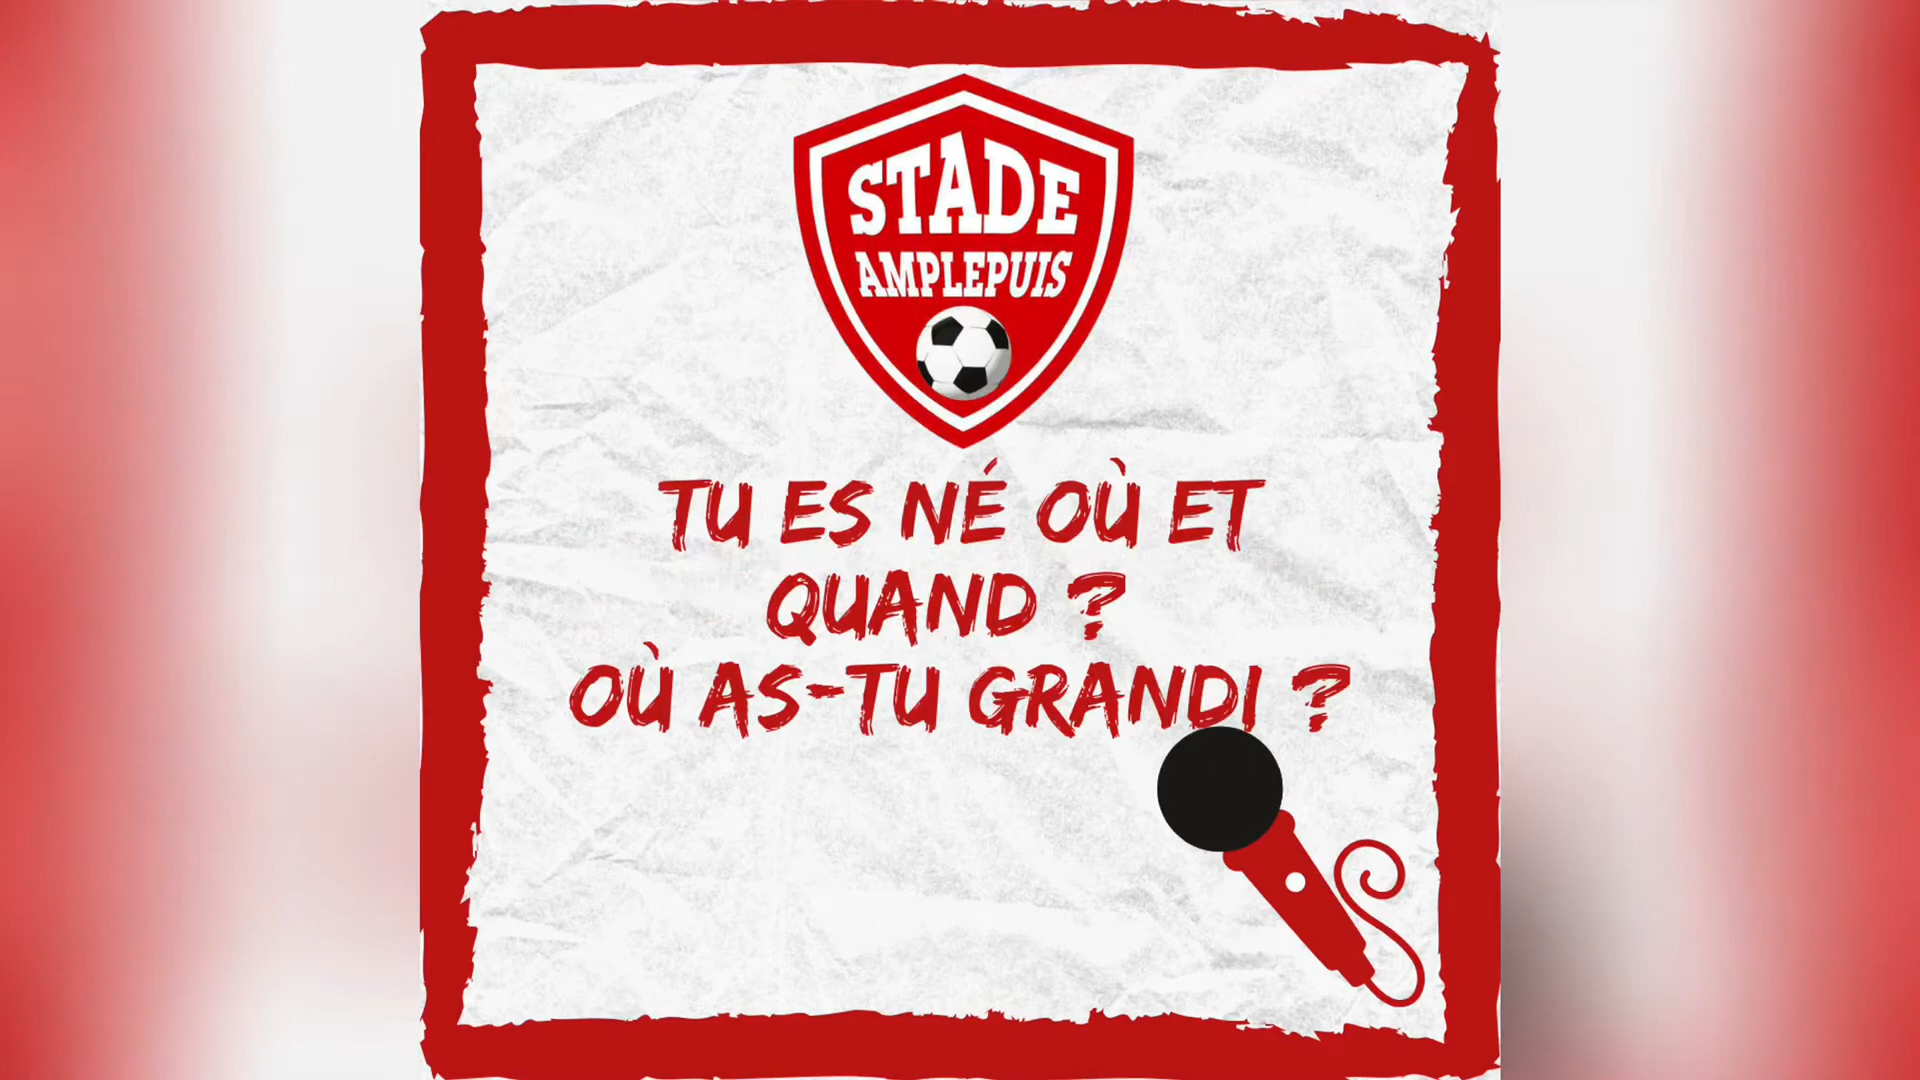 STADE
AMPLEPUIS
TU ES NÉ OÙ ET
QUAND ?
OÙ AS-TU GRANDI ?